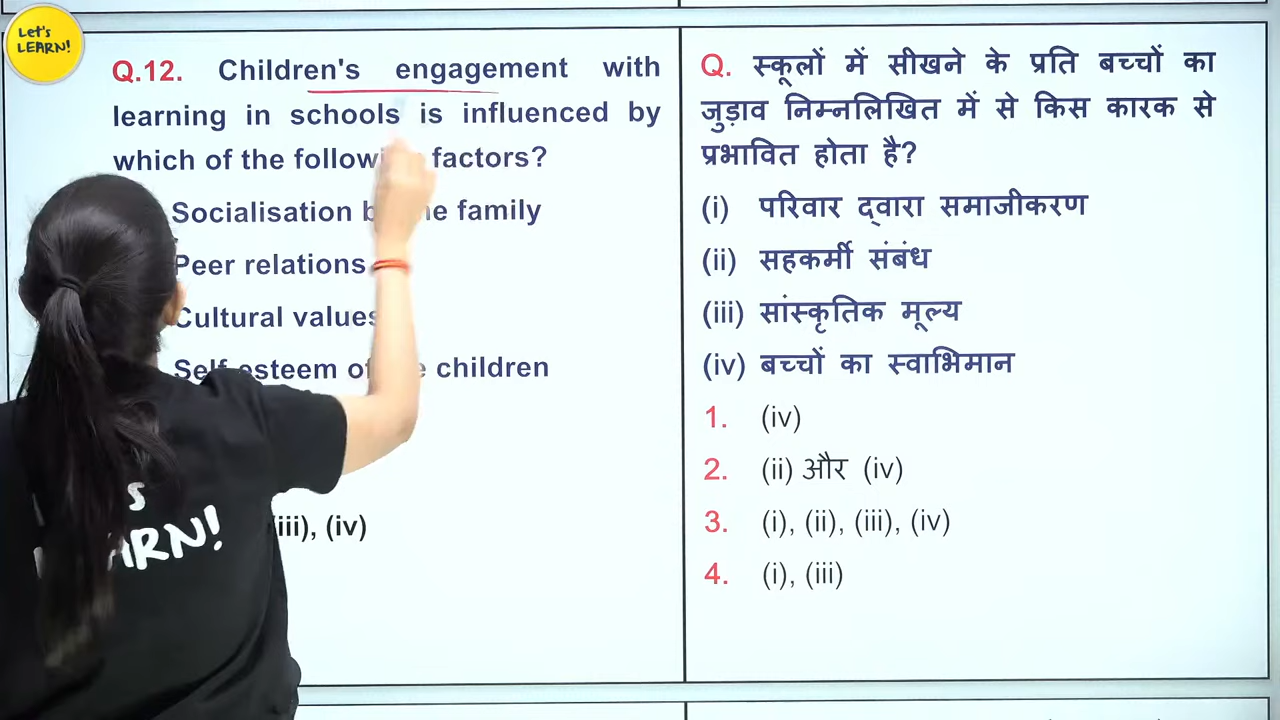 Let's
LEARN!
Q.12. Children's engagement with
learning in schools is influenced by
which of the factors?
Socialisation family
Peer relations
Cultural values
Self esteem of children
(iii), (iv)
Q. स्कूलों में सीखने के प्रति बच्चों का
जुड़ाव निम्नलिखित में से किस कारक से
प्रभावित होता है?
(i) परिवार द्वारा समाजीकरण
(ii) सहकर्मी संबंध
(iii) सांस्कृतिक मूल्य
(iv) बच्चों का स्वाभिमान
1. (iv)
2. (ii) और (iv)
3. (i), (ii), (iii), (iv)
4. (i), (iii)